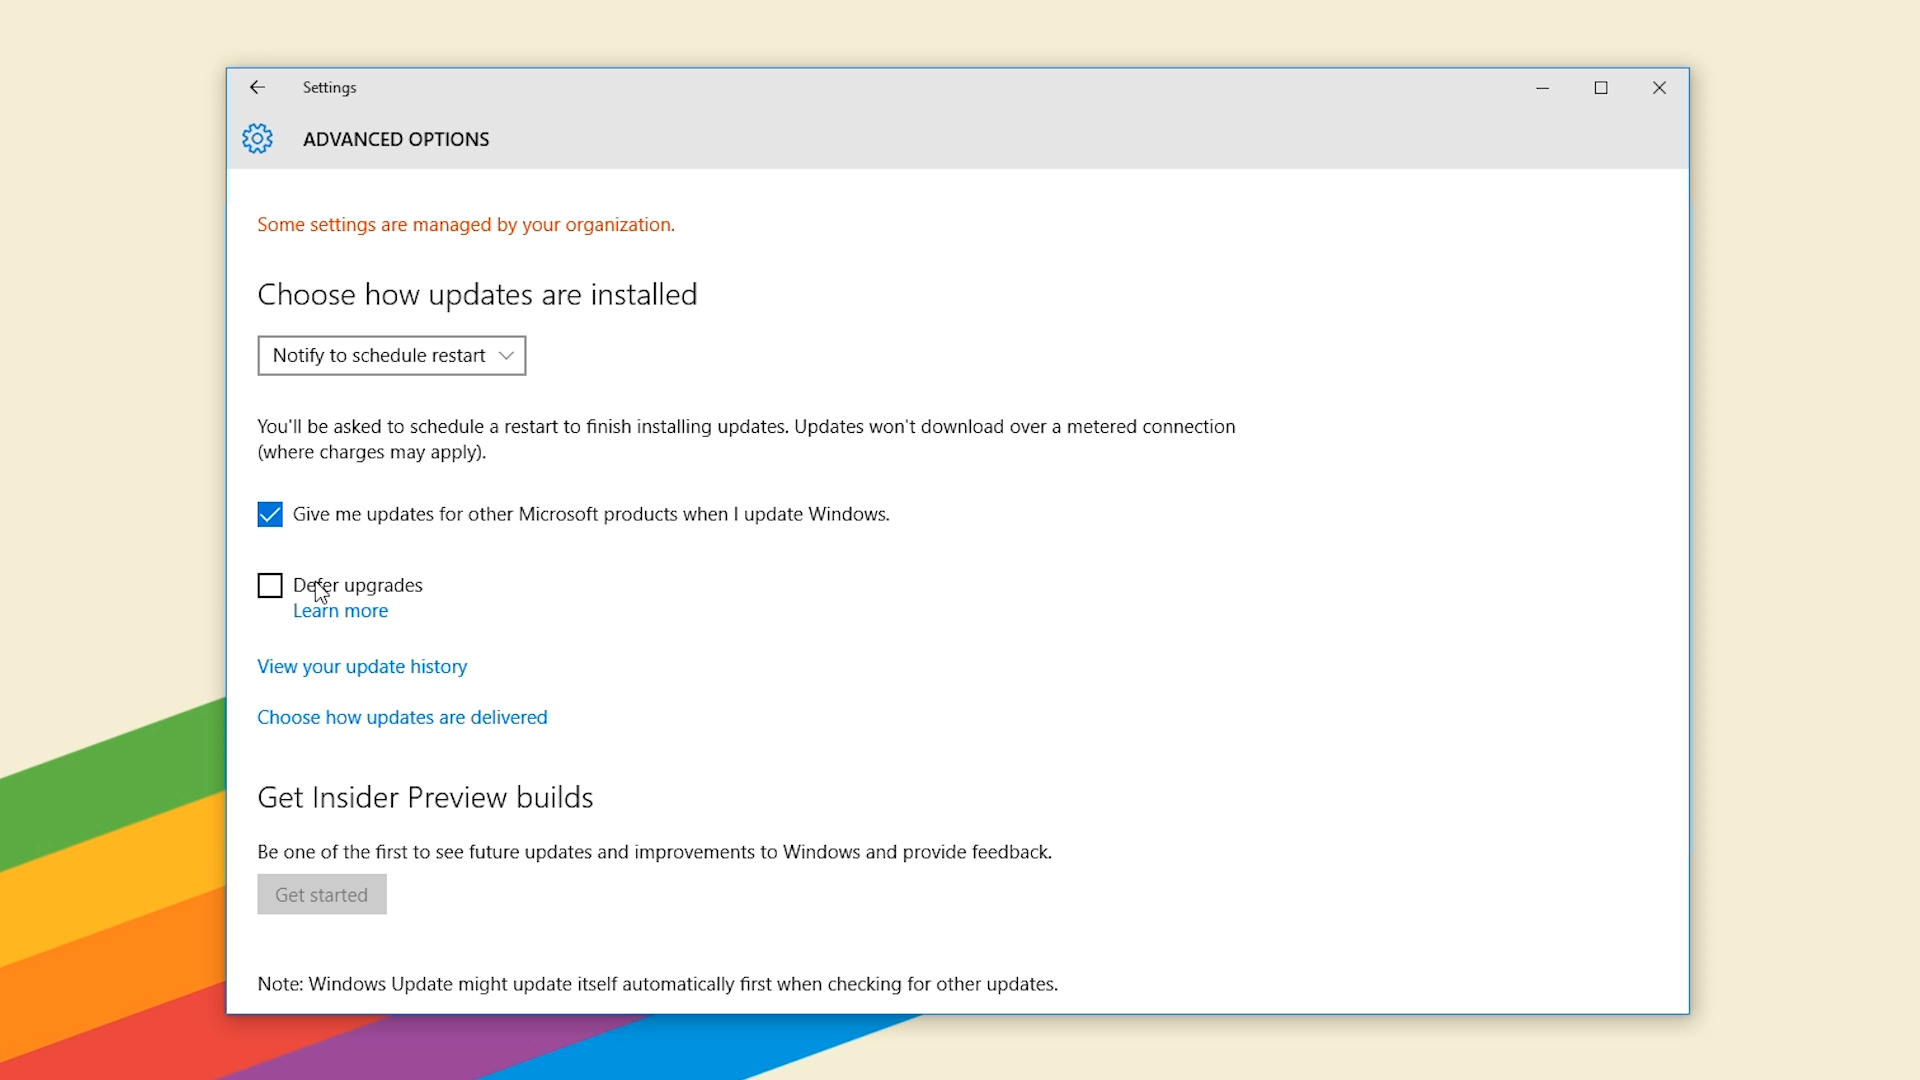 Settings
ADVANCED OPTIONS
Some settings are managed by your organization.
Choose how updates are installed
Notify to schedule restart
You'll be asked to schedule a restart to finish installing updates. Updates won't download over a metered connection
(where charges may apply).
Give me updates for other Microsoft products when I update Windows.
Defer upgrades
Learn more
View your update history
Choose how updates are delivered
Get Insider Preview builds
Be one of the first to see future updates and improvements to Windows and provide feedback.
Get started
Note: Windows Update might update itself automatically first when checking for other updates.